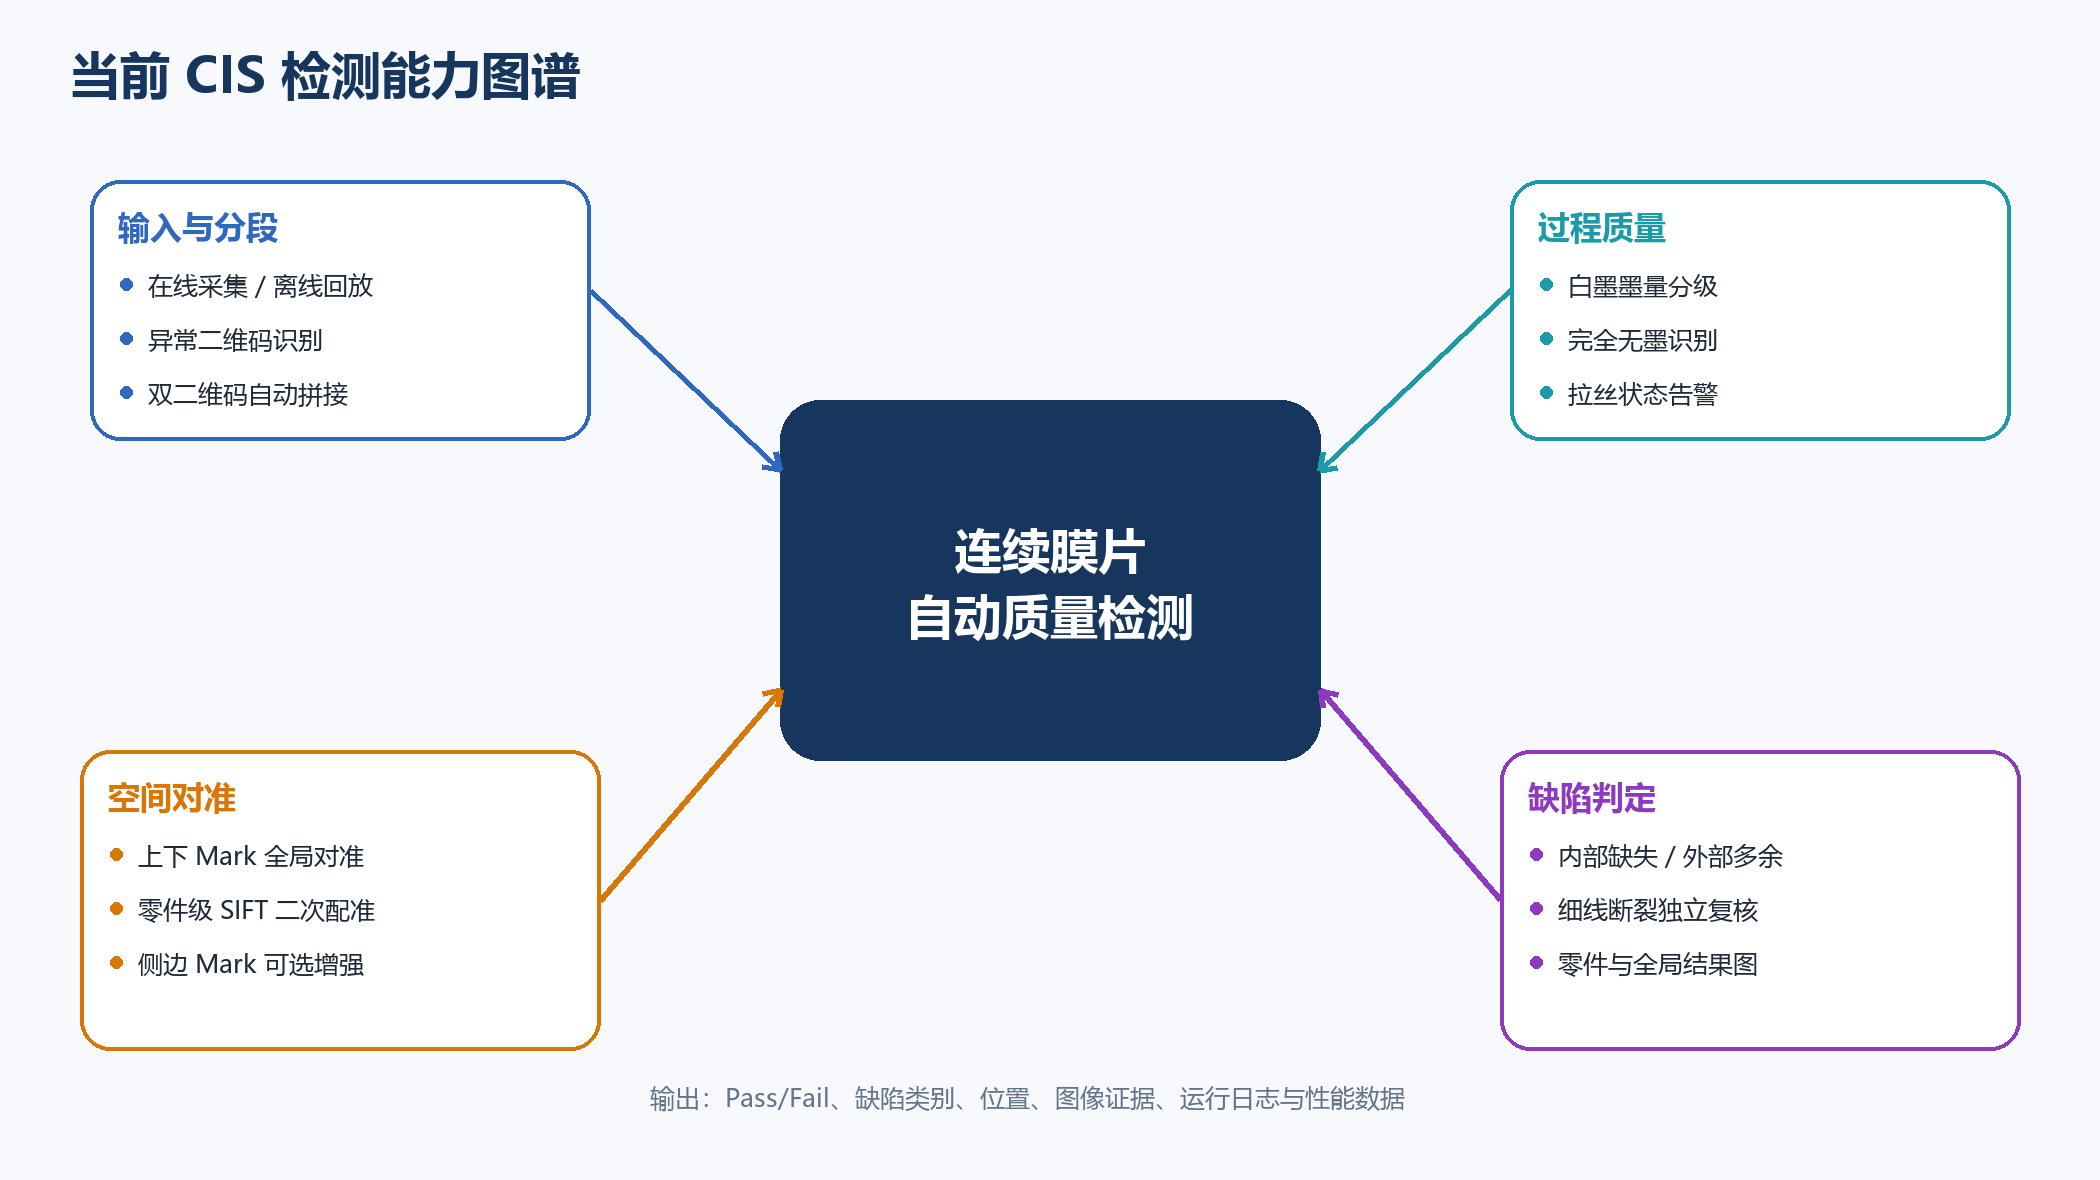 当前 CIS 检测能力图谱
输入与分段
在线采集 / 离线回放
异常二维码识别
双二维码自动拼接
过程质量
白墨墨量分级
完全无墨识别
拉丝状态告警
连续膜片
自动质量检测
空间对准
上下 Mark 全局对准
零件级 SIFT 二次配准
侧边 Mark 可选增强
缺陷判定
内部缺失 / 外部多余
细线断裂独立复核
零件与全局结果图
输出：Pass/Fail、缺陷类别、位置、图像证据、运行日志与性能数据